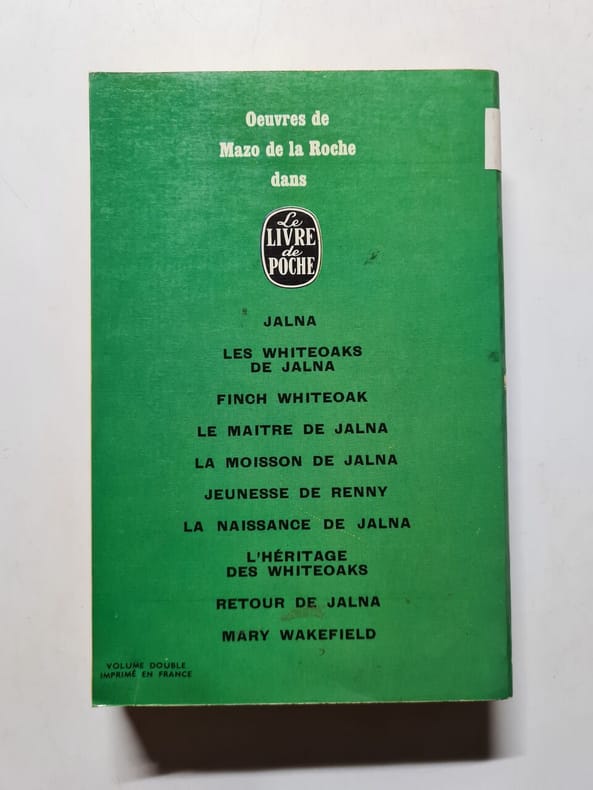 Oeuvres de
Mazo de la Roche
dans
Le
LIVRE
de
POCHE
JALNA
LES WHITEOAKS
DE JALNA
FINCH WHITEOAK
LE MAITRE DE JALNA
LA MOISSON DE JALNA
JEUNESSE DE RENNY
LA NAISSANCE DE JALNA
L'HÉRITAGE
DES WHITEOAKS
RETOUR DE JALNA
MARY WAKEFIELD
VOLUME DOUBLE
IMPRIMÉ EN FRANCE